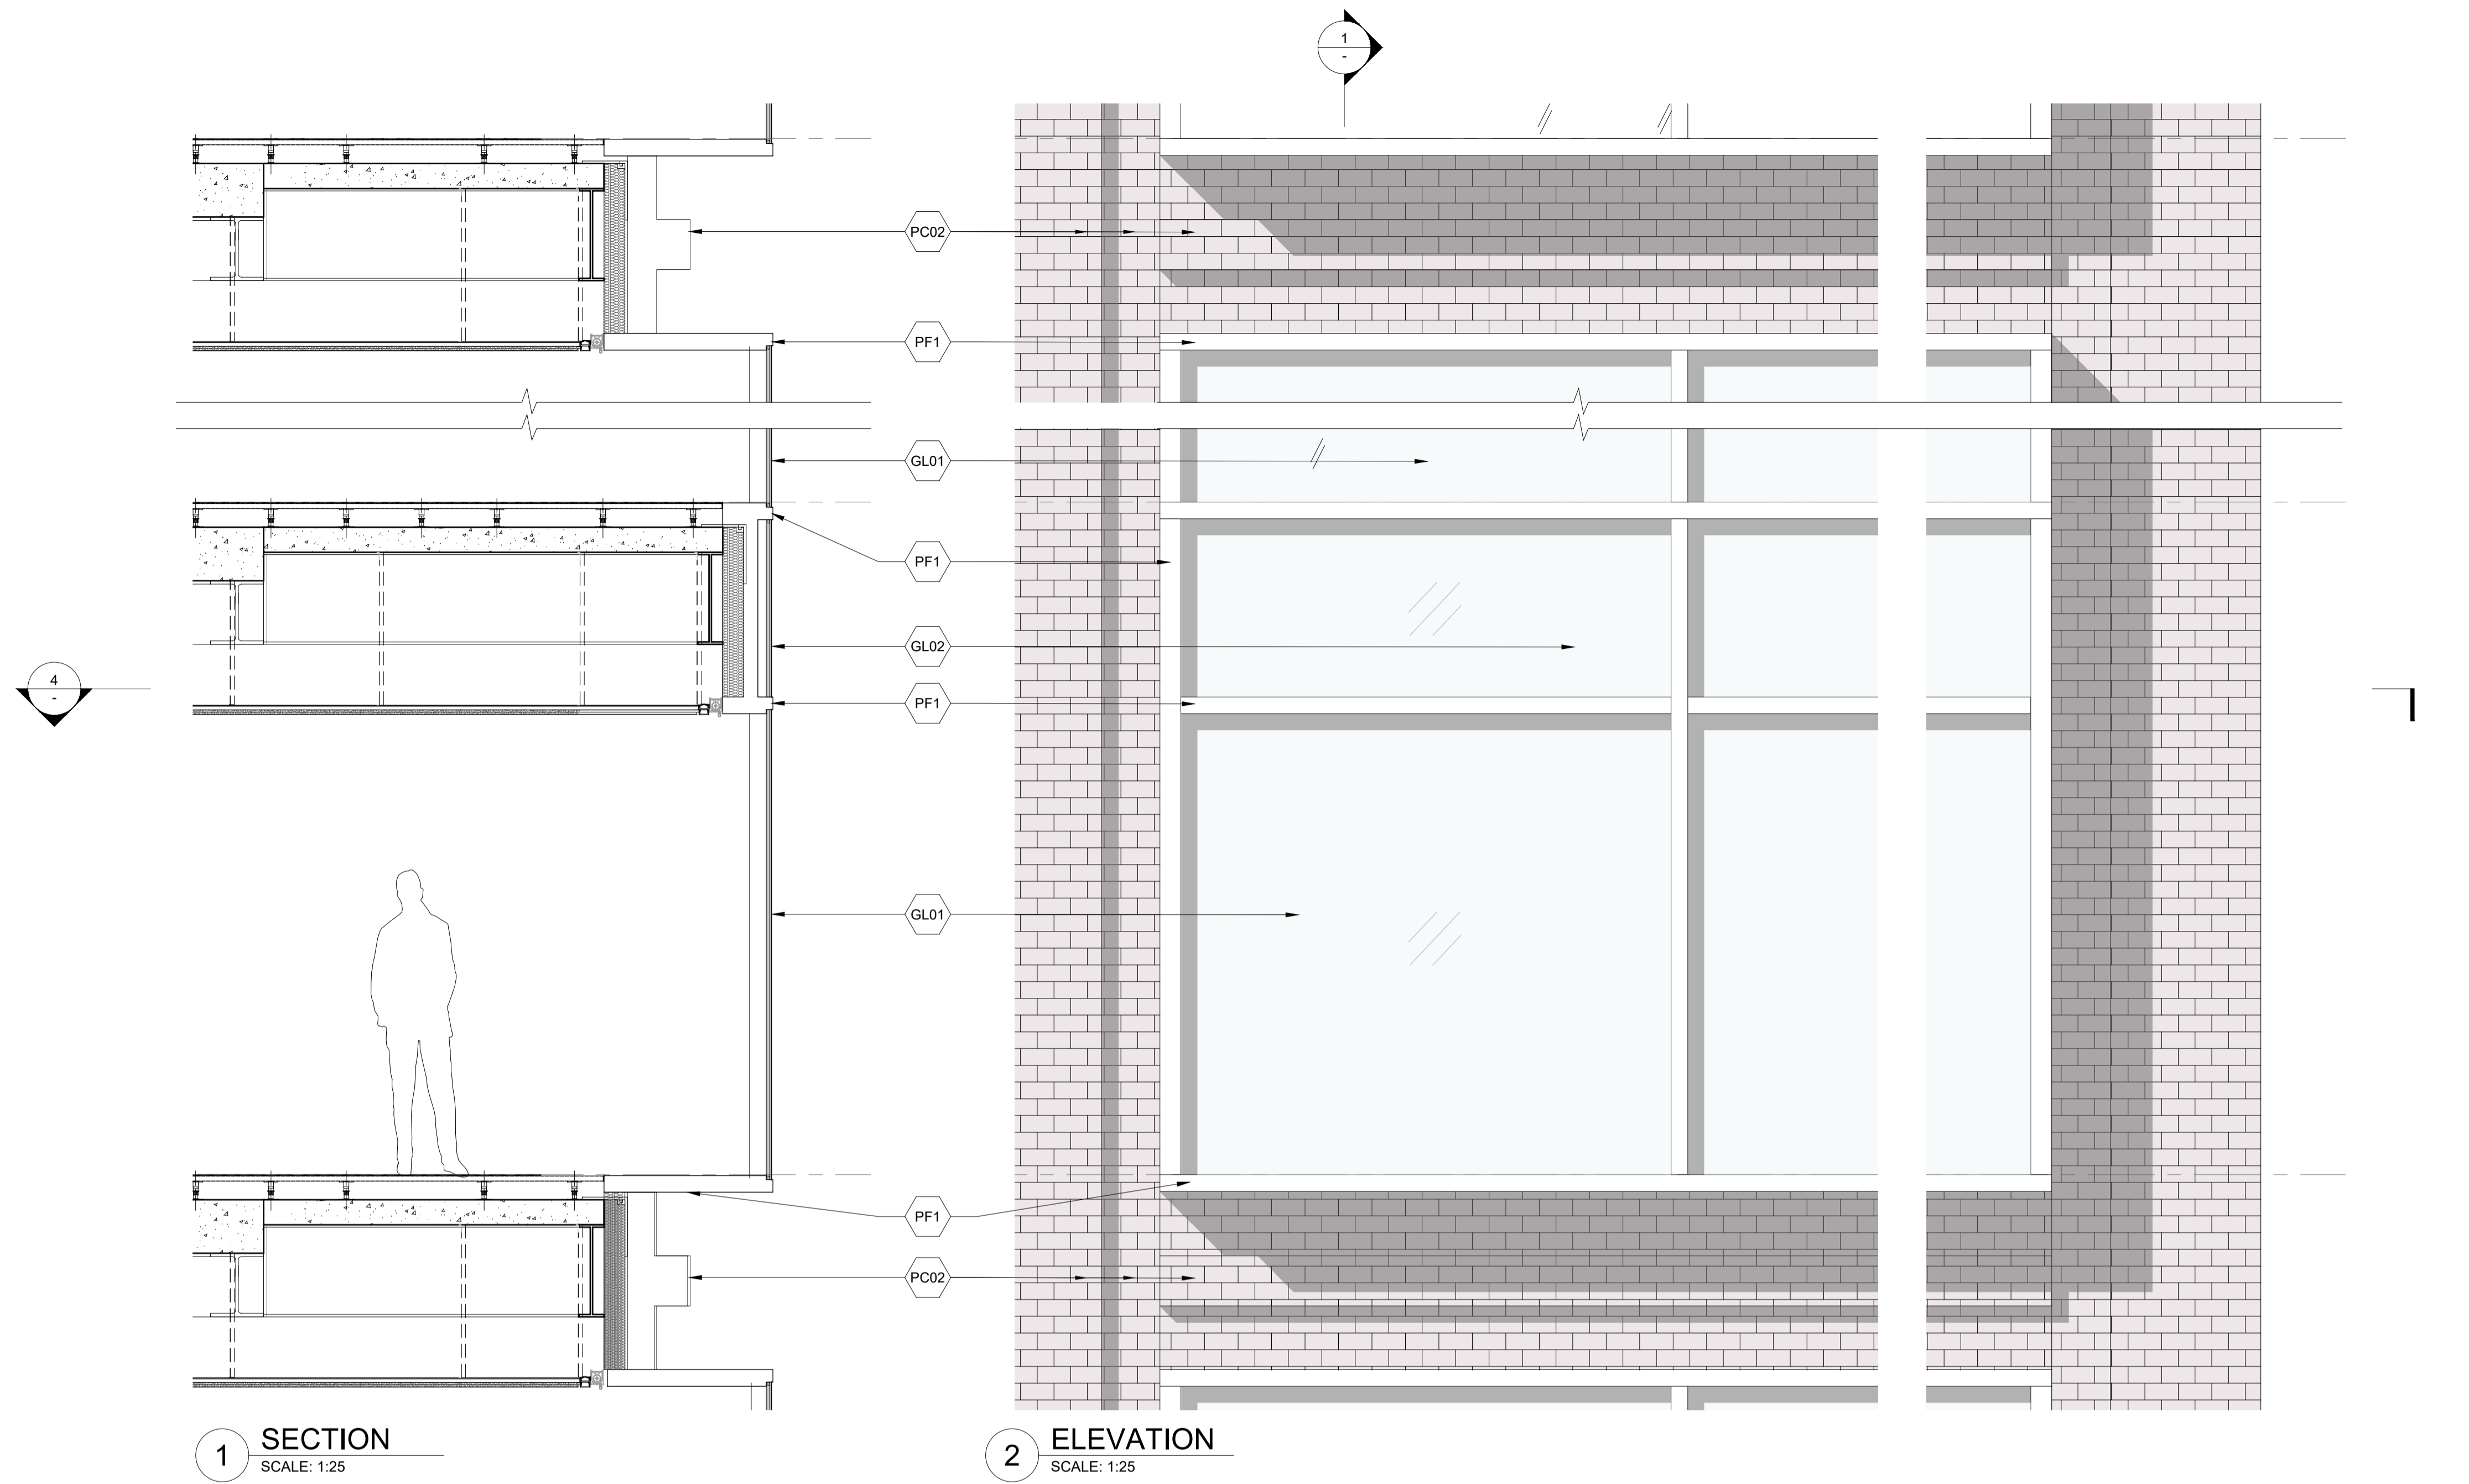 1
-
PC02
PF1
GL01
PF1
GL02
4
-
PF1
GL01
PF1
PC02
1
SECTION
SCALE: 1:25
2
ELEVATION
SCALE: 1:25